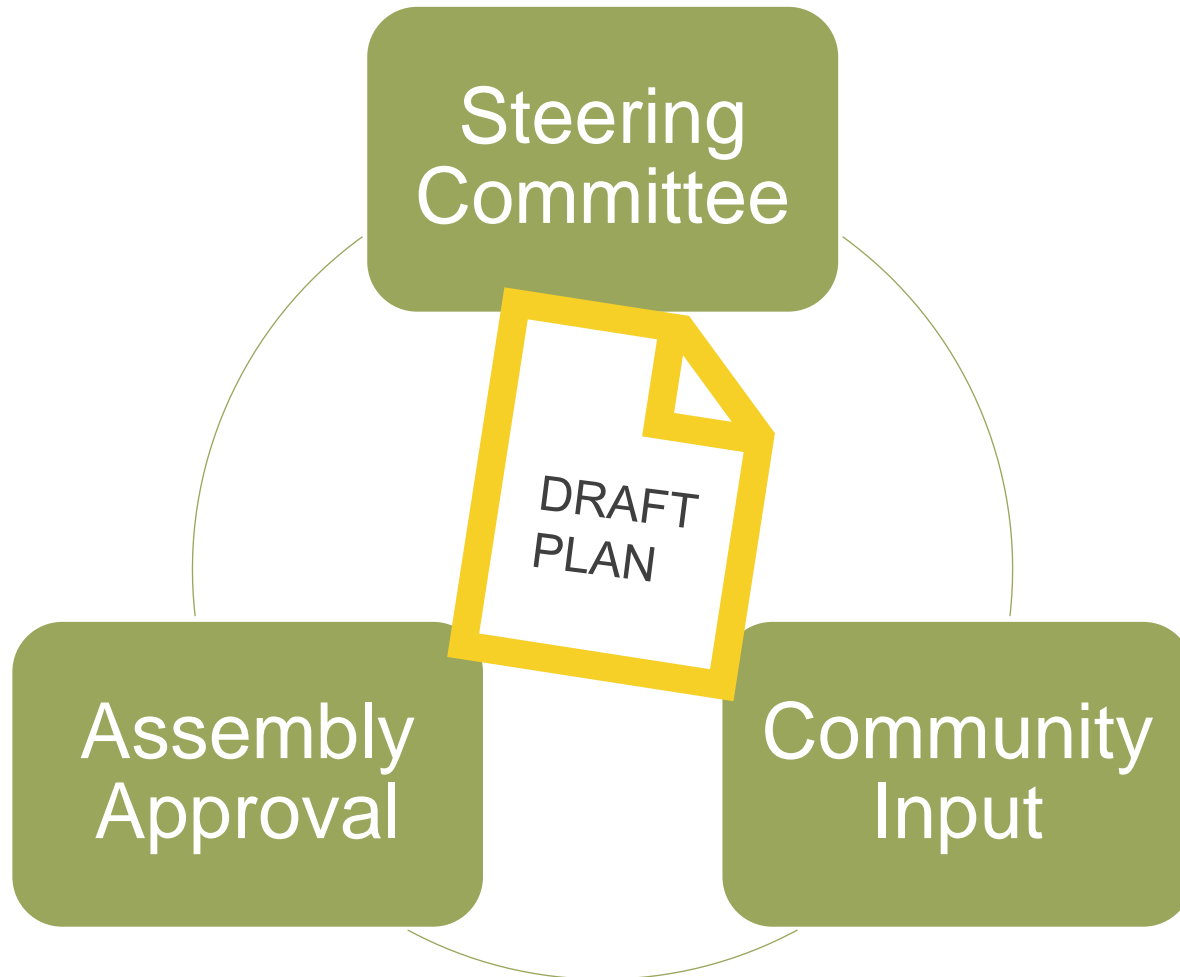 Steering
Committee
DRAFT
PLAN
Assembly
Approval
Community
Input